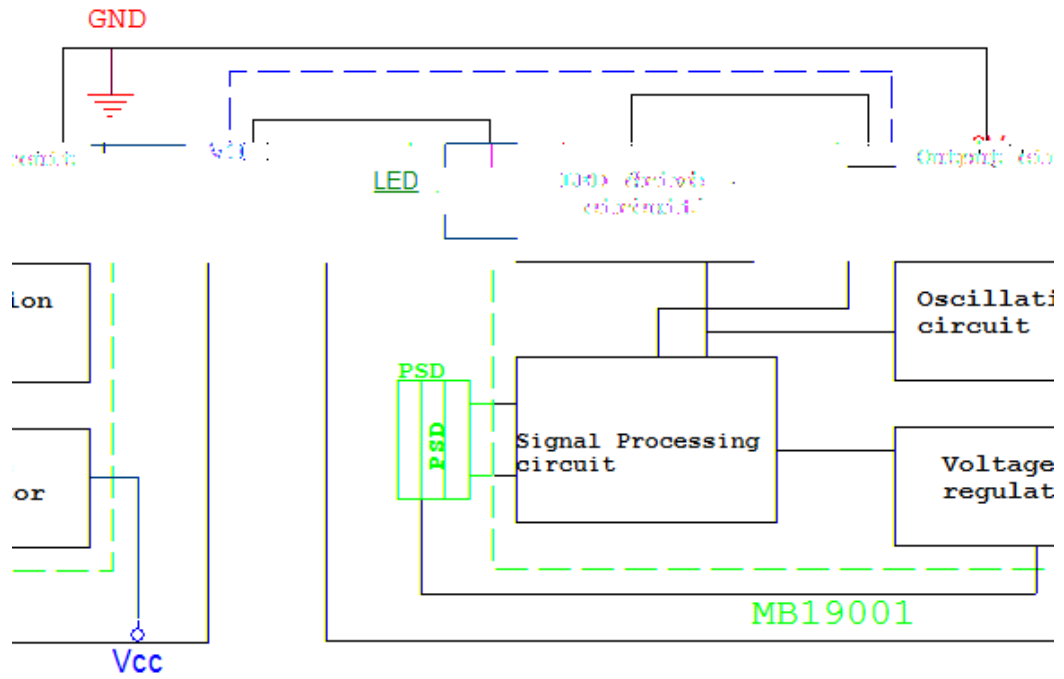 GND
LED
ion
Oscillati
circuit
PSD
PSD
Signal Processing
circuit
or
Voltage
regulat
MB19001
Vcc